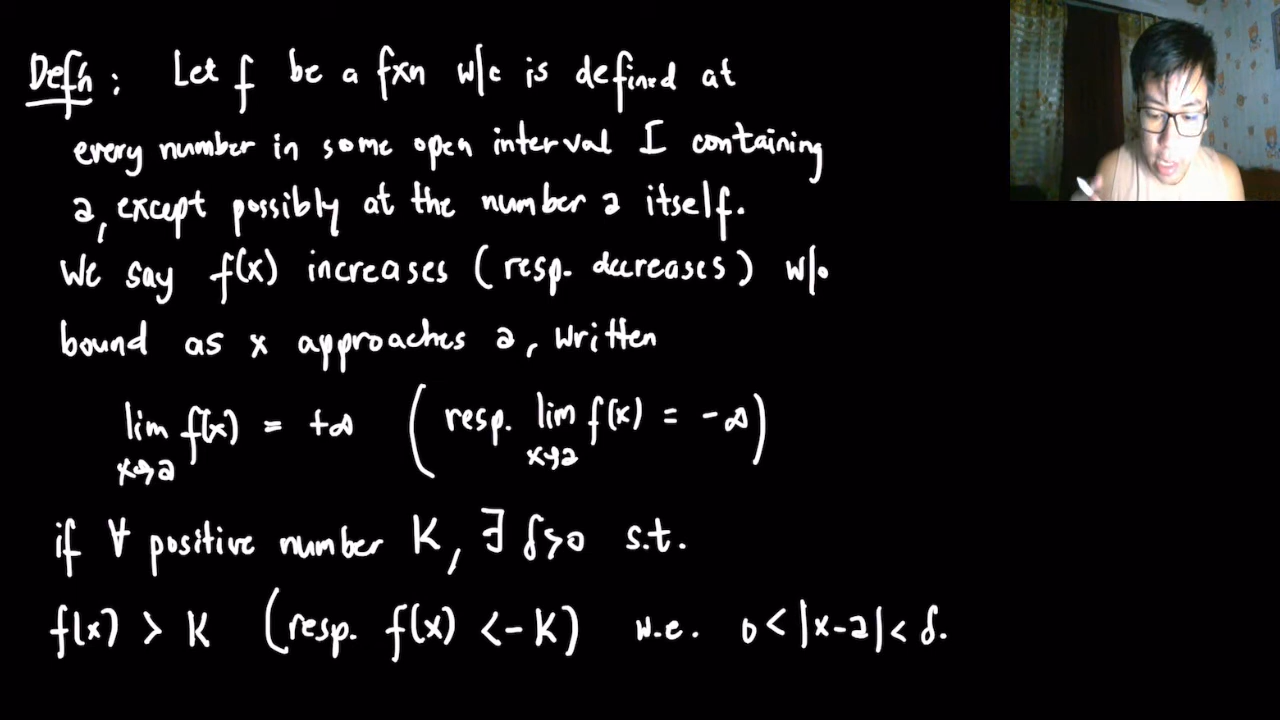 Def'n: Let f be a fxn w/c is defined at
every number in some open interval I containing
a, except possibly at the number a itself.
We say f(x) increases (resp. decreases) w/o
bound as x approaches a, written
lim f(x) = +∞ (resp. lim f(x) = -∞)
x→a x→a
if ∀ positive number K, ∃ δ>0 s.t.
f(x) > K (resp. f(x) <-K) w.e. 0<|x-a|< δ.